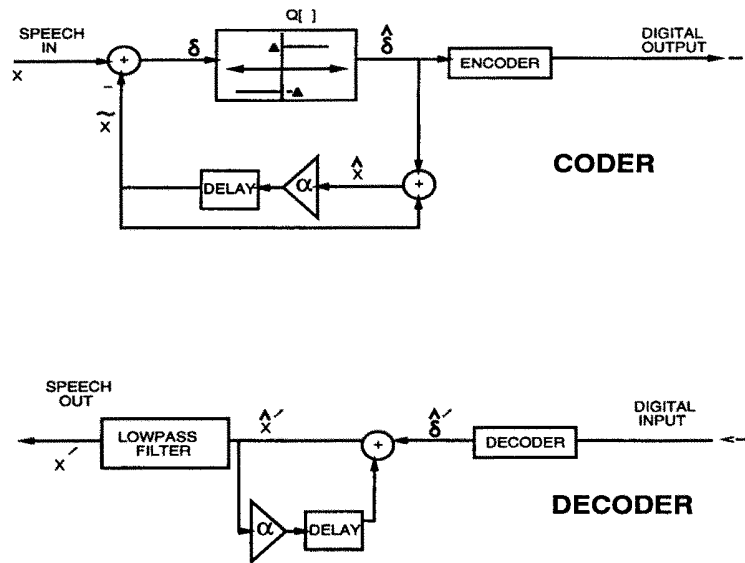 Q[ ]
SPEECH
IN
DIGITAL
OUTPUT
x
+
-
δ
Δ
-Δ
δ̂
ENCODER
x̃
DELAY
α
x̂
+
CODER
SPEECH
OUT
DIGITAL
INPUT
x′
LOWPASS
FILTER
x̂′
+
δ̂′
DECODER
α
DELAY
DECODER